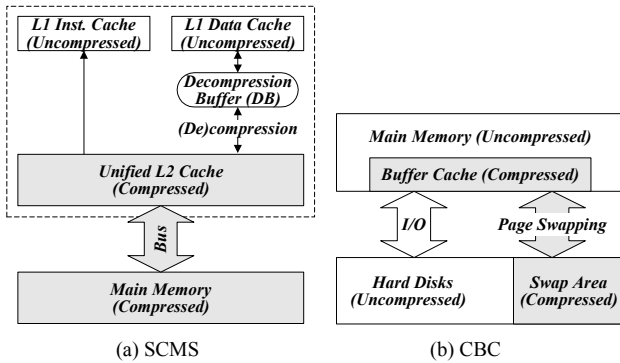 L1 Inst. Cache
(Uncompressed)
L1 Data Cache
(Uncompressed)
Decompression
Buffer (DB)
(De)compression
Unified L2 Cache
(Compressed)
Bus
Main Memory
(Compressed)
(a) SCMS
Main Memory (Uncompressed)
Buffer Cache (Compressed)
I/O
Page Swapping
Hard Disks
(Uncompressed)
Swap Area
(Compressed)
(b) CBC